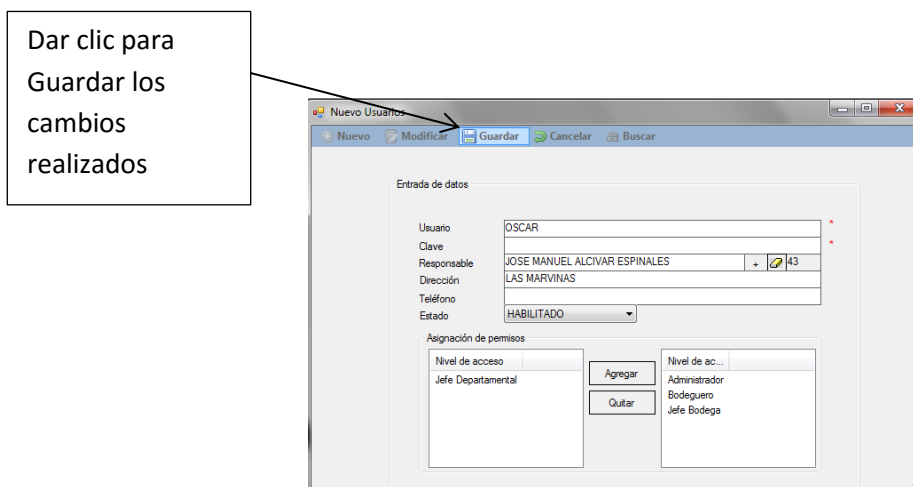 Dar clic para
Guardar los
cambios
realizados
Nuevo Usuarios
Nuevo Modificar Guardar Cancelar Buscar
Entrada de datos
Usuario OSCAR *
Clave *
Responsable JOSE MANUEL ALCIVAR ESPINALES + 43
Dirección LAS MARVINAS
Teléfono
Estado HABILITADO
Asignación de permisos
Nivel de acceso
Jefe Departamental
Agregar
Quitar
Nivel de ac...
Administrador
Bodeguero
Jefe Bodega